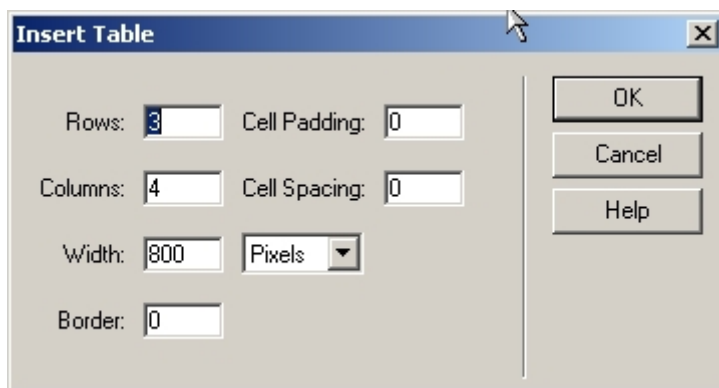 Insert Table
Rows: 3 Cell Padding: 0 OK
Columns: 4 Cell Spacing: 0 Cancel
Width: 800 Pixels Help
Border: 0